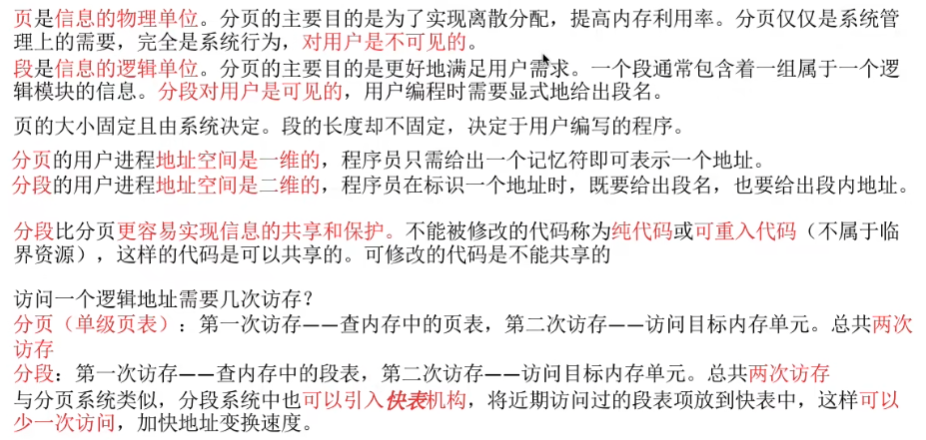 页是信息的物理单位。分页的主要目的是为了实现离散分配，提高内存利用率。分页仅仅是系统管
理上的需要，完全是系统行为，对用户是不可见的。
段是信息的逻辑单位。分页的主要目的是更好地满足用户需求。一个段通常包含着一组属于一个逻
辑模块的信息。分段对用户是可见的，用户编程时需要显式地给出段名。
页的大小固定且由系统决定。段的长度却不固定，决定于用户编写的程序。
分页的用户进程地址空间是一维的，程序员只需给出一个记忆符即可表示一个地址。
分段的用户进程地址空间是二维的，程序员在标识一个地址时，既要给出段名，也要给出段内地址。
分段比分页更容易实现信息的共享和保护。不能被修改的代码称为纯代码或可重入代码（不属于临
界资源），这样的代码是可以共享的。可修改的代码是不能共享的
访问一个逻辑地址需要几次访存？
分页（单级页表）：第一次访存——查内存中的页表，第二次访存——访问目标内存单元。总共两次
访存
分段：第一次访存——查内存中的段表，第二次访存——访问目标内存单元。总共两次访存
与分页系统类似，分段系统中也可以引入快表机构，将近期访问过的段表项放到快表中，这样可以
少一次访问，加快地址变换速度。